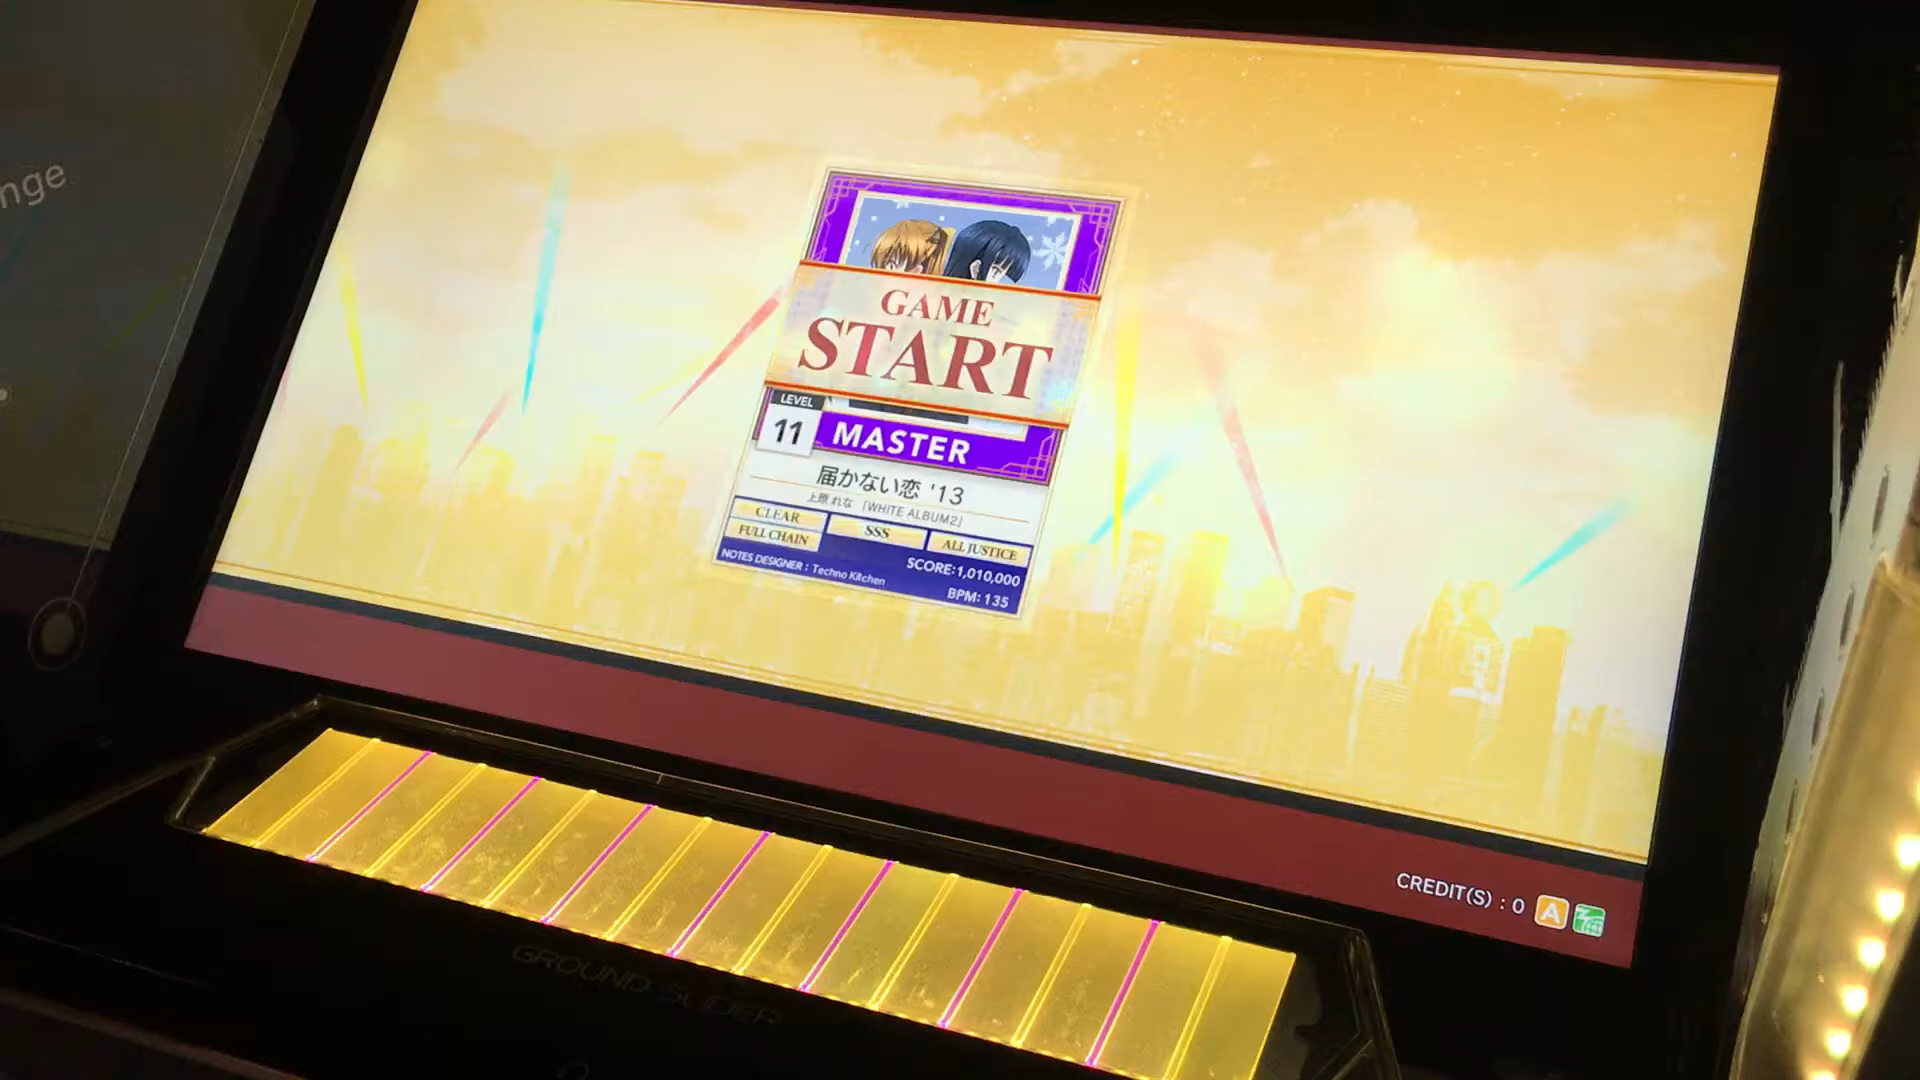 nge
GAME
START
LEVEL
11
MASTER
届かない恋 '13
上原れな「WHITE ALBUM2」
CLEAR
SSS
FULL CHAIN
ALL JUSTICE
NOTES DESIGNER : Techno Kitchen
SCORE:1,010,000
BPM: 135
CREDIT(S) : 0
A
GROUND SLIDER